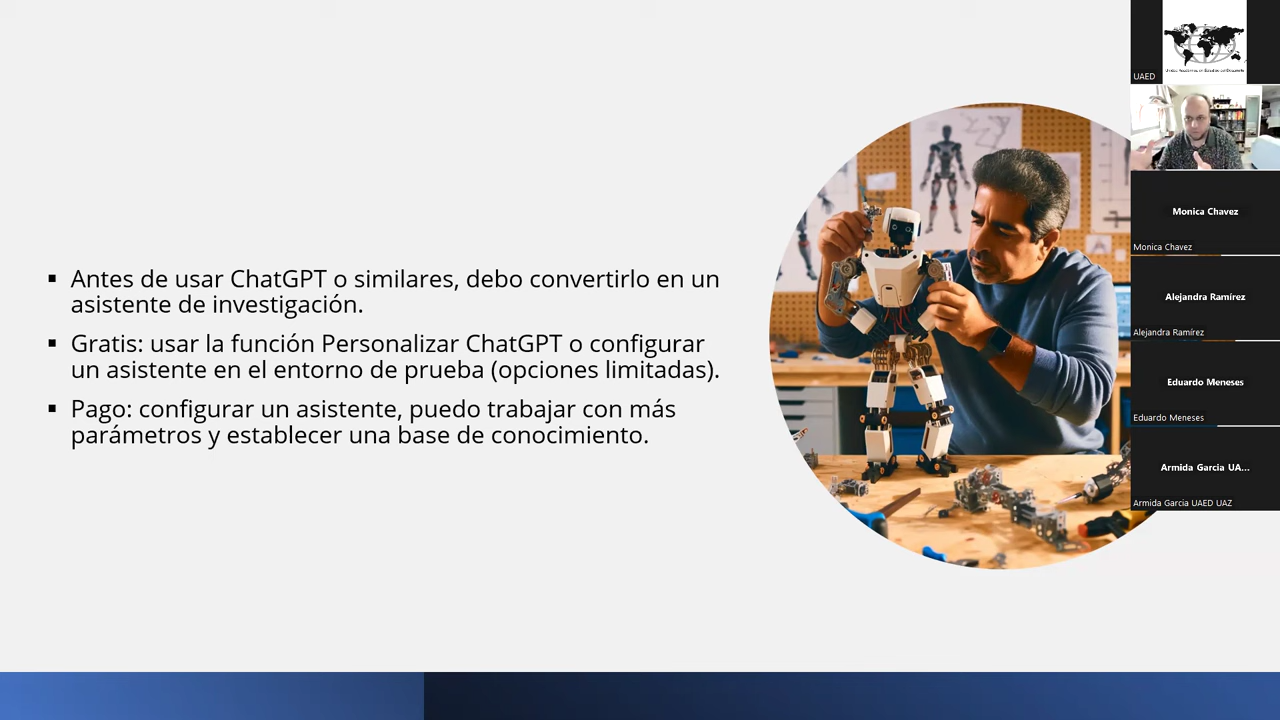 Antes de usar ChatGPT o similares, debo convertirlo en un
asistente de investigación.
Gratis: usar la función Personalizar ChatGPT o configurar
un asistente en el entorno de prueba (opciones limitadas).
Pago: configurar un asistente, puedo trabajar con más
parámetros y establecer una base de conocimiento.
UAED
Monica Chavez
Monica Chavez
Alejandra Ramírez
Alejandra Ramírez
Eduardo Meneses
Eduardo Meneses
Armida Garcia UA...
Armida Garcia UAED UAZ